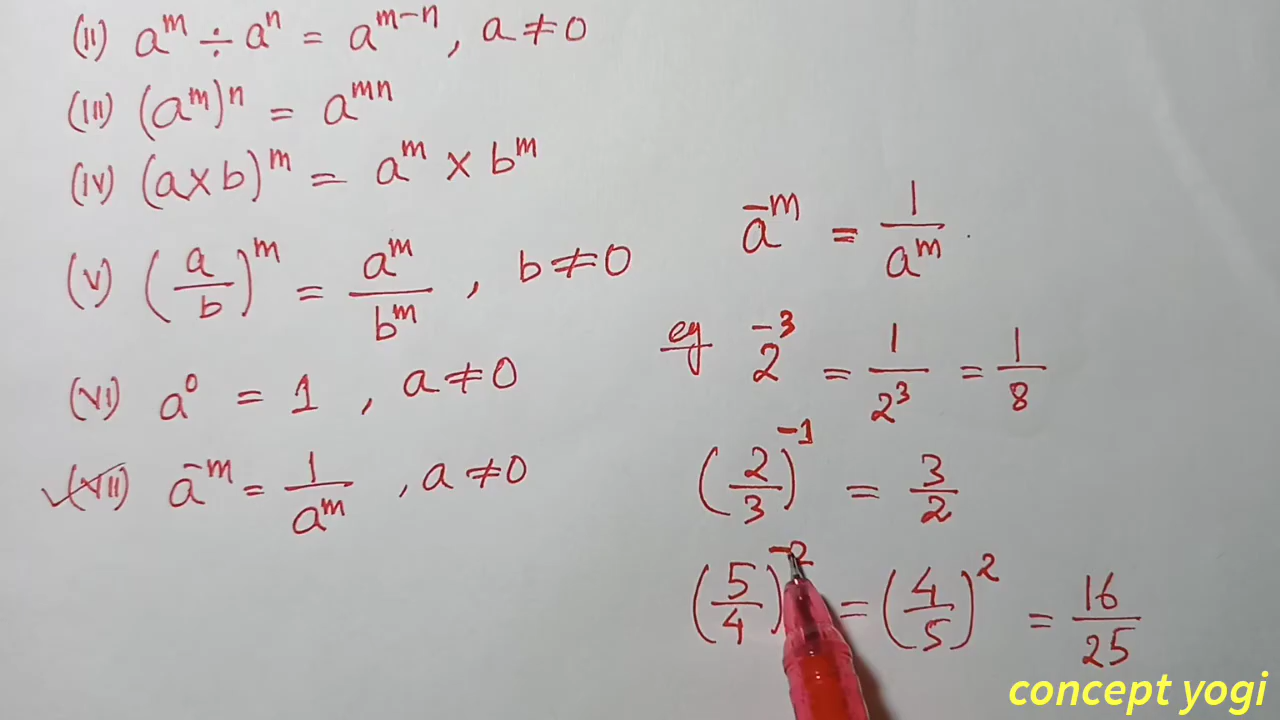 (II) a^m ÷ a^n = a^(m-n), a ≠ 0
(III) (a^m)^n = a^(mn)
(IV) (a×b)^m = a^m × b^m
(V) (a/b)^m = a^m/b^m, b ≠ 0
(VI) a^0 = 1, a ≠ 0
✓(VII) a^(-m) = 1/a^m, a ≠ 0
a^(-m) = 1/a^m
eg 2^(-3) = 1/2^3 = 1/8
(2/3)^(-1) = 3/2
(5/4)^(-2) = (4/5)^2 = 16/25
concept yogi